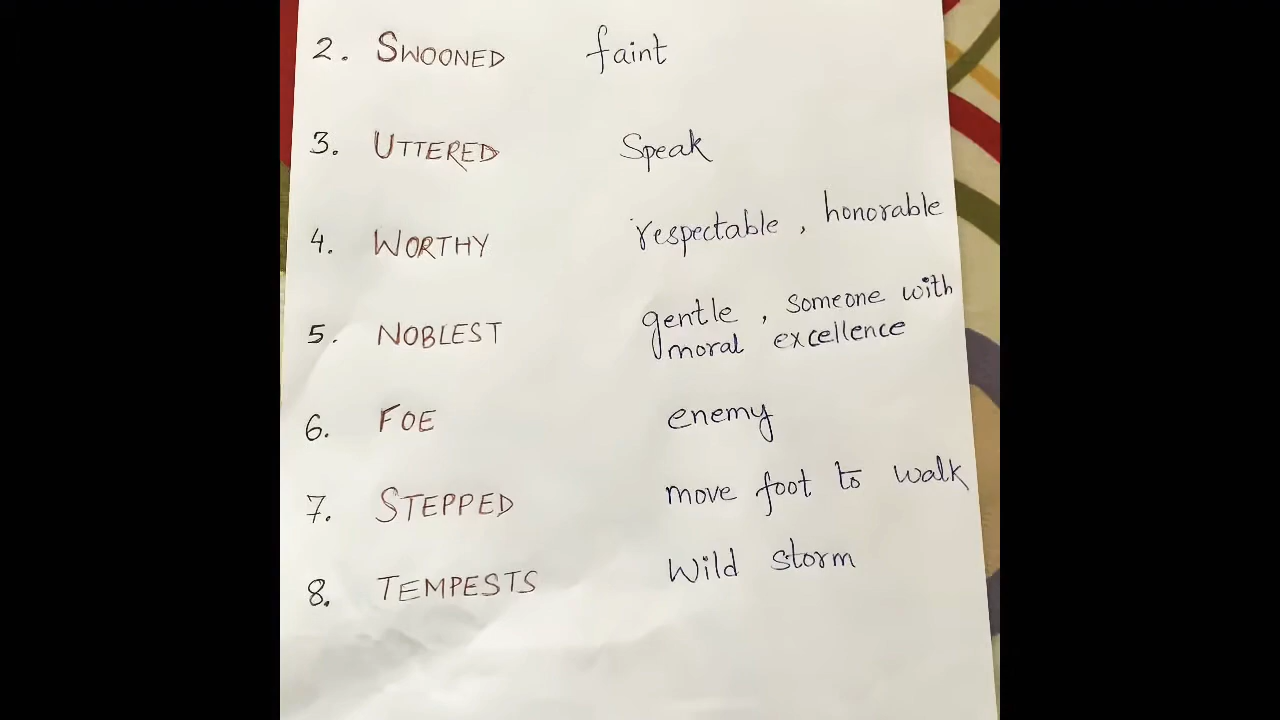 2. SWOONED faint
3. UTTERED Speak
4. WORTHY respectable, honorable
5. NOBLEST gentle, someone with
moral excellence
6. FOE enemy
7. STEPPED move foot to walk
8. TEMPESTS Wild storm